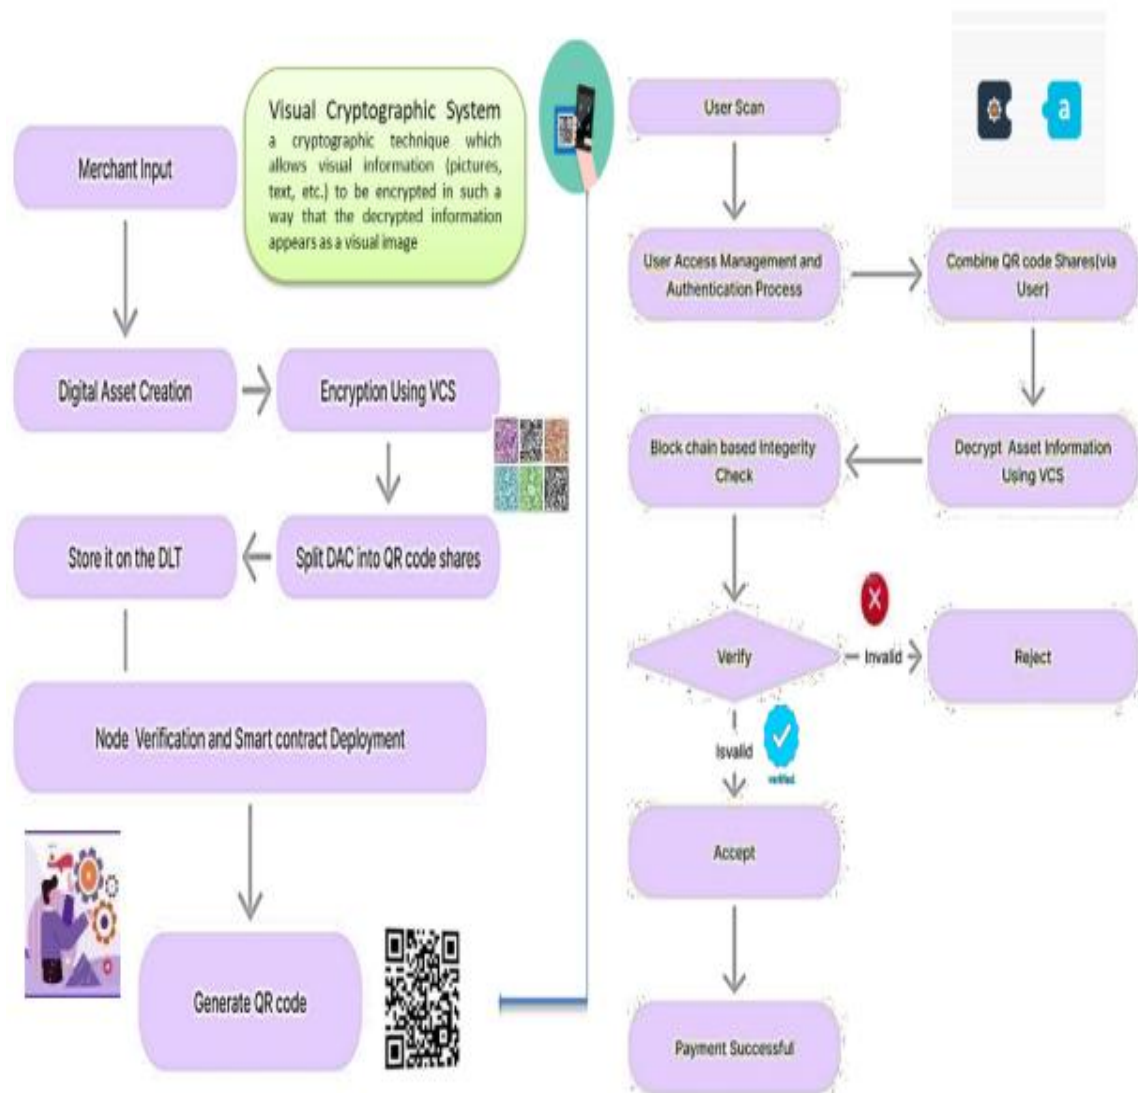 Merchant Input
Visual Cryptographic System
a cryptographic technique which
allows visual information (pictures,
text, etc.) to be encrypted in such a
way that the decrypted information
appears as a visual image
Digital Asset Creation
Encryption Using VCS
Store it on the DLT
Split DAC into QR code shares
Node Verification and Smart contract Deployment
Generate QR code
User Scan
a
User Access Management and
Authentication Process
Combine QR code Shares(via
User)
Block chain based Integerity
Check
Decrypt Asset Information
Using VCS
Verify
Invalid
Reject
Isvalid
verified
Accept
Payment Successful